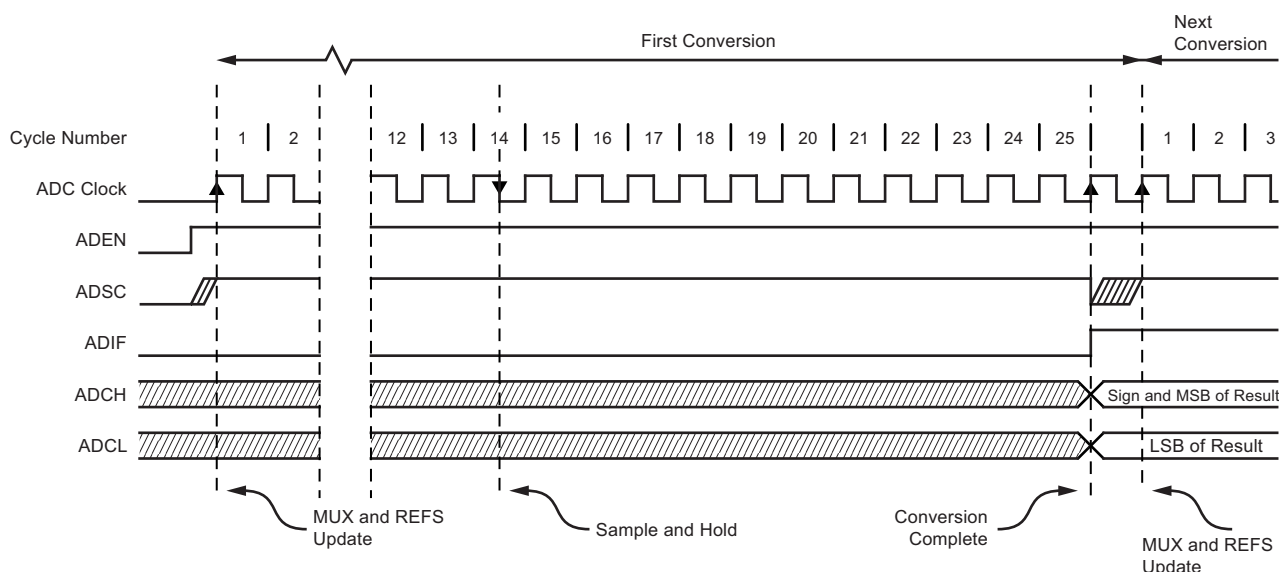 Next
Conversion
First Conversion
Cycle Number 1 2 12 13 14 15 16 17 18 19 20 21 22 23 24 25 1 2 3
ADC Clock
ADEN
ADSC
ADIF
ADCH
Sign and MSB of Result
ADCL
LSB of Result
MUX and REFS
Update
Sample and Hold
Conversion
Complete
MUX and REFS
Update